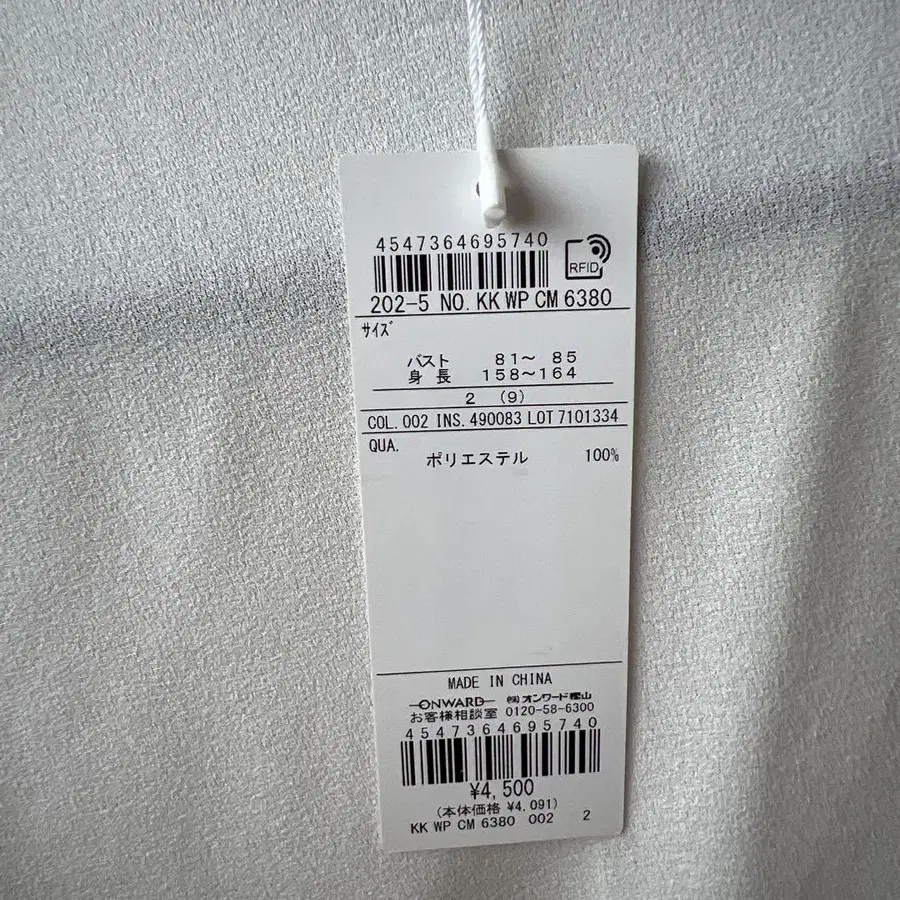 4547364695740
RFID
202-5 NO. KK WP CM 6380
サイズ
バスト 81～ 85
身 長 158～164
2 (9)
COL. 002 INS. 490083 LOT 7101334
QUA.
ポリエステル 100%
MADE IN CHINA
ONWARD ㈱オンワード樫山
お客様相談室 0120-58-6300
4547364695740
¥4,500
(本体価格 ¥4,091)
KK WP CM 6380 002 2